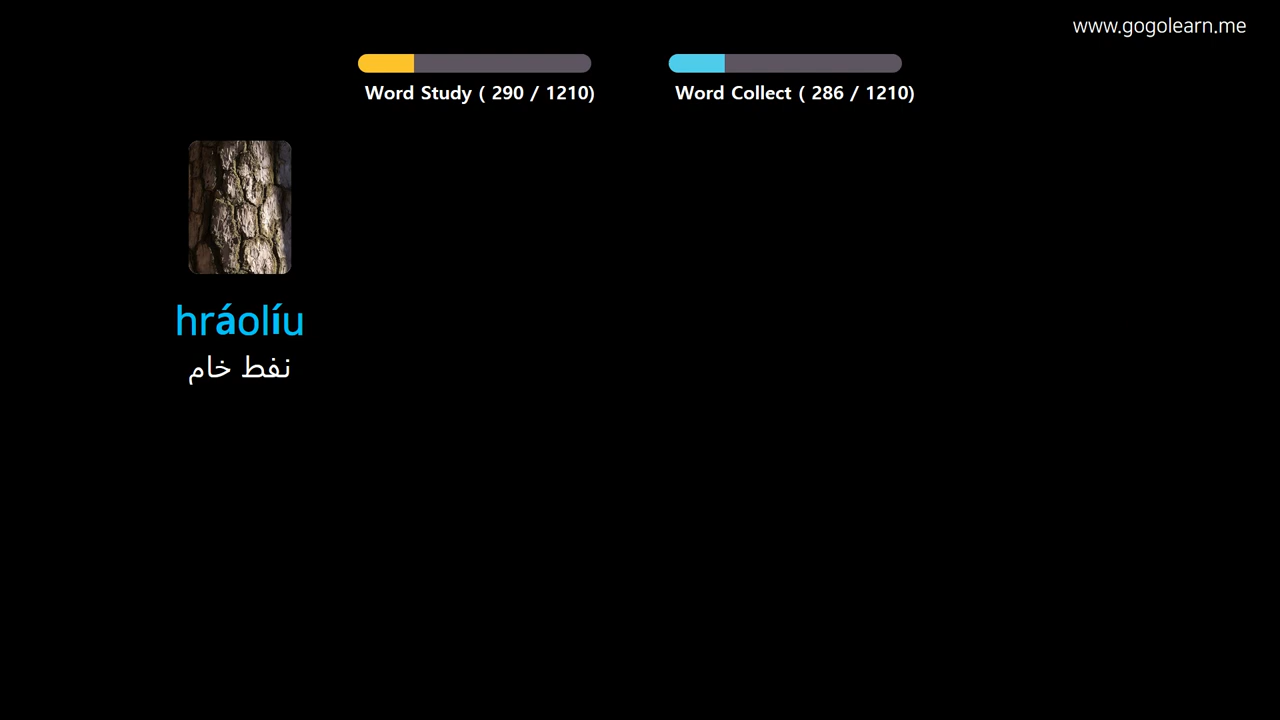 www.gogolearn.me
Word Study ( 290 / 1210)
Word Collect ( 286 / 1210)
hráolíu
نفط خام